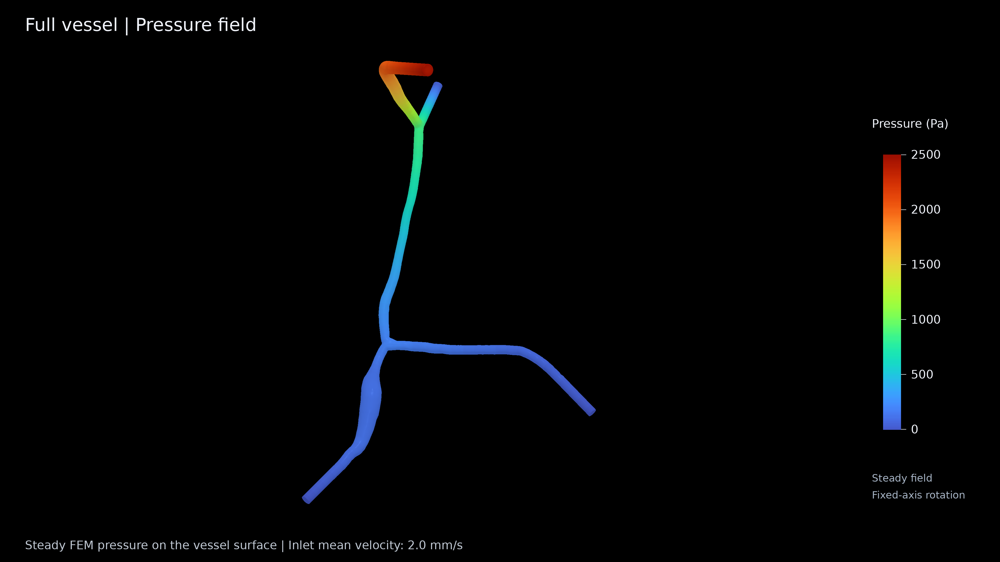 Full vessel | Pressure field
Pressure (Pa)
2500
2000
1500
1000
500
0
Steady field
Fixed-axis rotation
Steady FEM pressure on the vessel surface | Inlet mean velocity: 2.0 mm/s